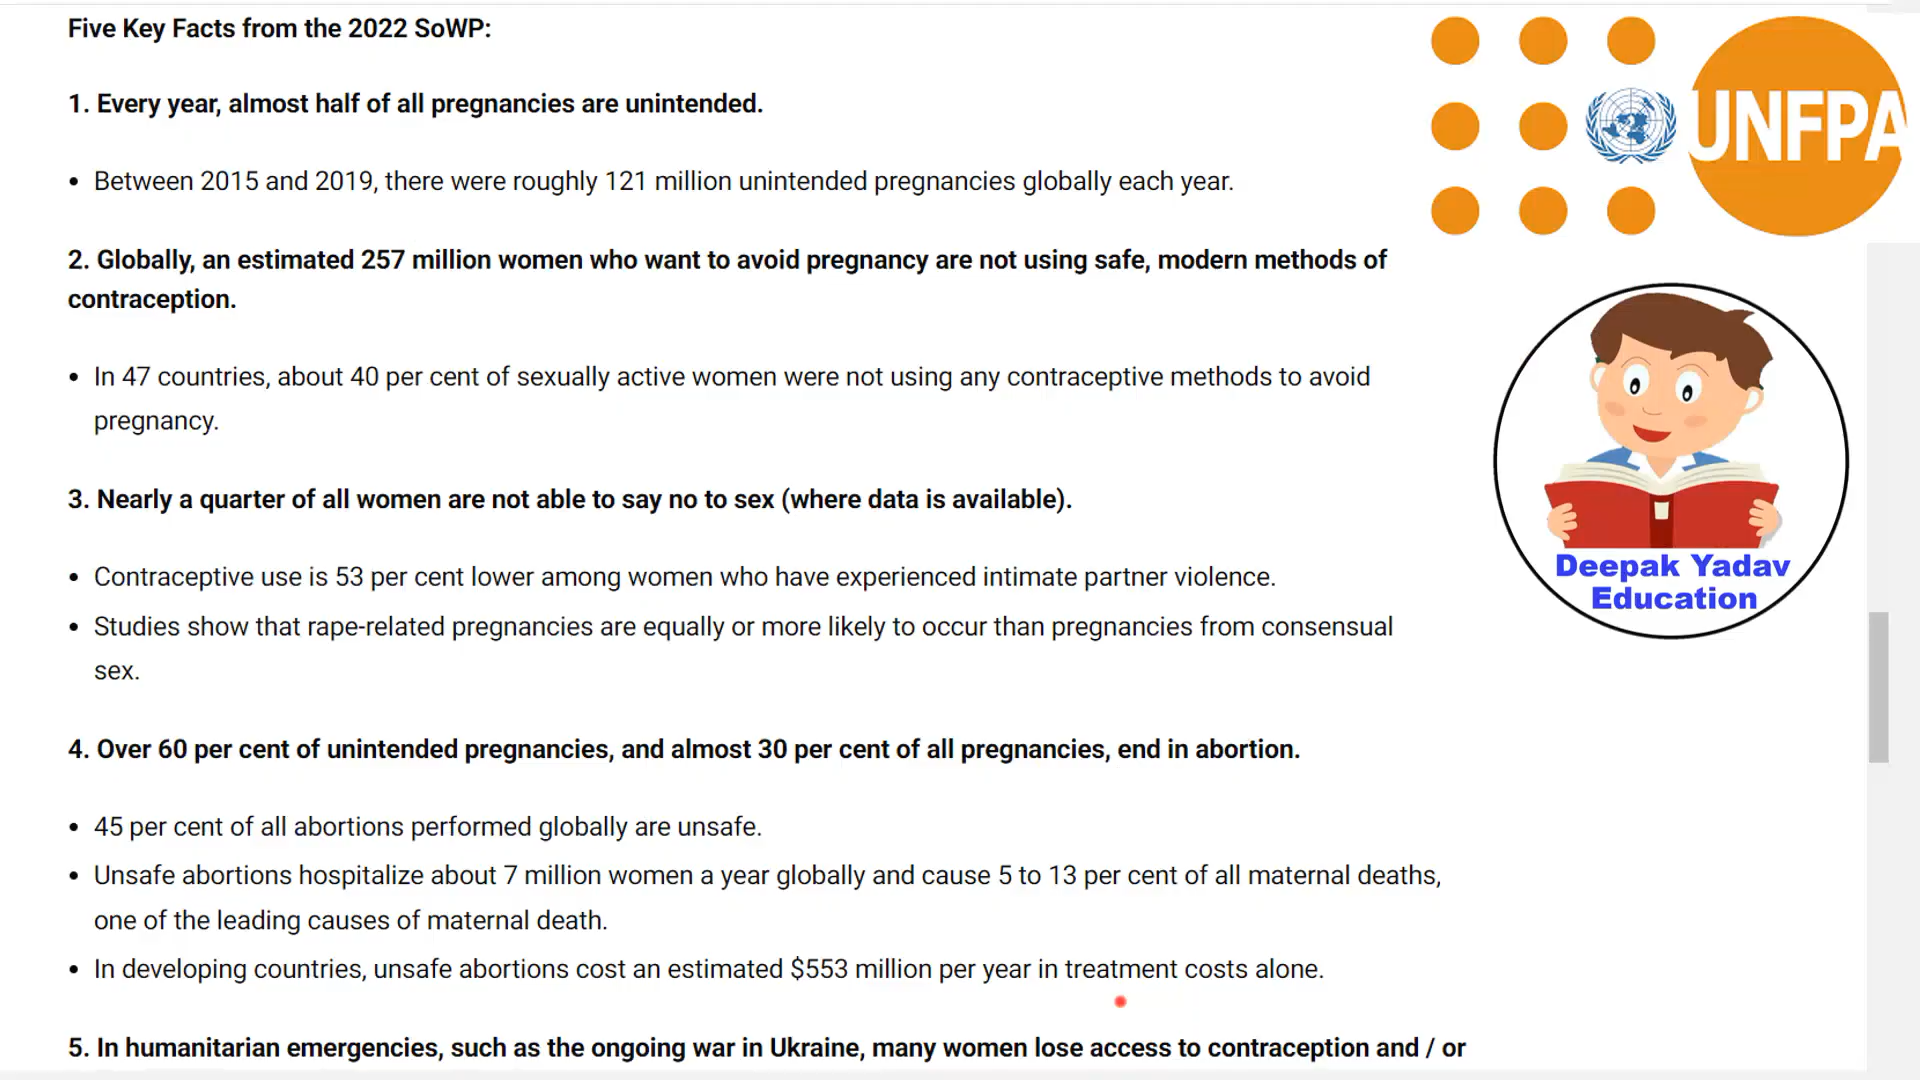 Five Key Facts from the 2022 SoWP:
1. Every year, almost half of all pregnancies are unintended.
• Between 2015 and 2019, there were roughly 121 million unintended pregnancies globally each year.
2. Globally, an estimated 257 million women who want to avoid pregnancy are not using safe, modern methods of
contraception.
• In 47 countries, about 40 per cent of sexually active women were not using any contraceptive methods to avoid
pregnancy.
3. Nearly a quarter of all women are not able to say no to sex (where data is available).
• Contraceptive use is 53 per cent lower among women who have experienced intimate partner violence.
• Studies show that rape-related pregnancies are equally or more likely to occur than pregnancies from consensual
sex.
4. Over 60 per cent of unintended pregnancies, and almost 30 per cent of all pregnancies, end in abortion.
• 45 per cent of all abortions performed globally are unsafe.
• Unsafe abortions hospitalize about 7 million women a year globally and cause 5 to 13 per cent of all maternal deaths,
one of the leading causes of maternal death.
• In developing countries, unsafe abortions cost an estimated $553 million per year in treatment costs alone.
5. In humanitarian emergencies, such as the ongoing war in Ukraine, many women lose access to contraception and / or
UNFPA
Deepak Yadav
Education